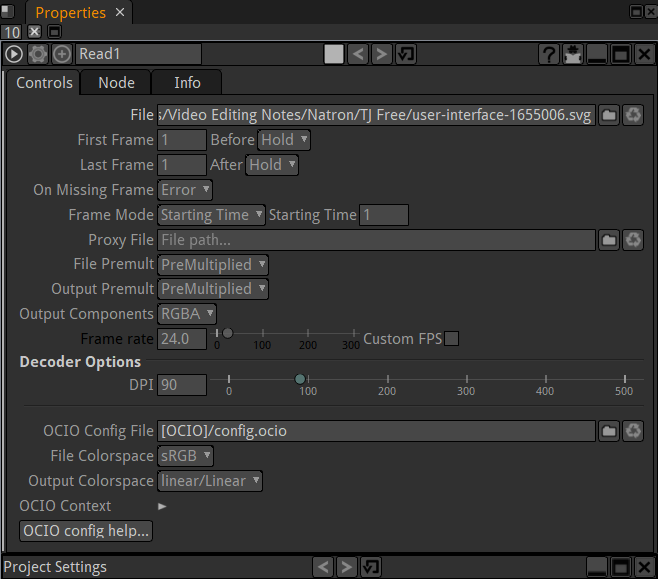 Properties
10
Read1
Controls Node Info
File s/Video Editing Notes/Natron/TJ Free/user-interface-1655006.svg
First Frame 1 Before Hold
Last Frame 1 After Hold
On Missing Frame Error
Frame Mode Starting Time Starting Time 1
Proxy File File path...
File Premult PreMultiplied
Output Premult PreMultiplied
Output Components RGBA
Frame rate 24.0 0 100 200 300 Custom FPS
Decoder Options
DPI 90 0 100 200 300 400 500
OCIO Config File [OCIO]/config.ocio
File Colorspace sRGB
Output Colorspace linear/Linear
OCIO Context
OCIO config help...
Project Settings